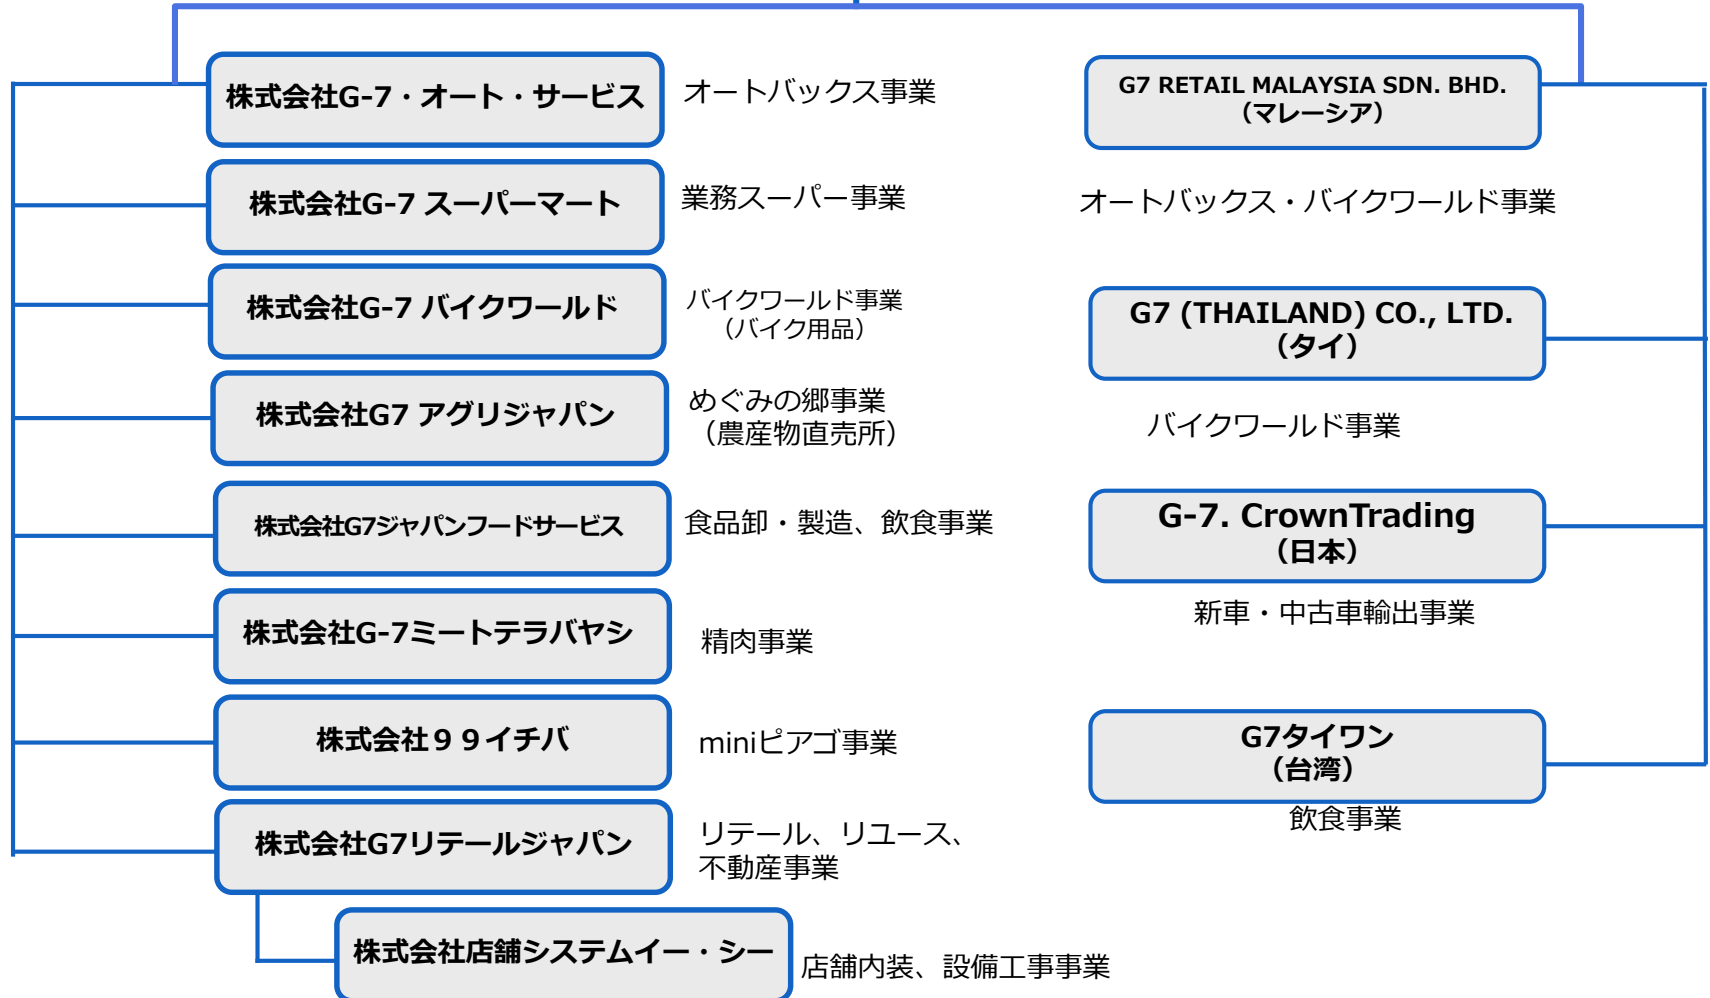 株式会社G-7・オート・サービス
オートバックス事業
株式会社G-7 スーパーマート
業務スーパー事業
株式会社G-7 バイクワールド
バイクワールド事業
（バイク用品）
株式会社G7 アグリジャパン
めぐみの郷事業
（農産物直売所）
株式会社G7ジャパンフードサービス
食品卸・製造、飲食事業
株式会社G-7ミートテラバヤシ
精肉事業
株式会社９９イチバ
miniピアゴ事業
株式会社G7リテールジャパン
リテール、リユース、
不動産事業
株式会社店舗システムイー・シー
店舗内装、設備工事事業
G7 RETAIL MALAYSIA SDN. BHD.
（マレーシア）
オートバックス・バイクワールド事業
G7 (THAILAND) CO., LTD.
（タイ）
バイクワールド事業
G-7. CrownTrading
（日本）
新車・中古車輸出事業
G7タイワン
（台湾）
飲食事業